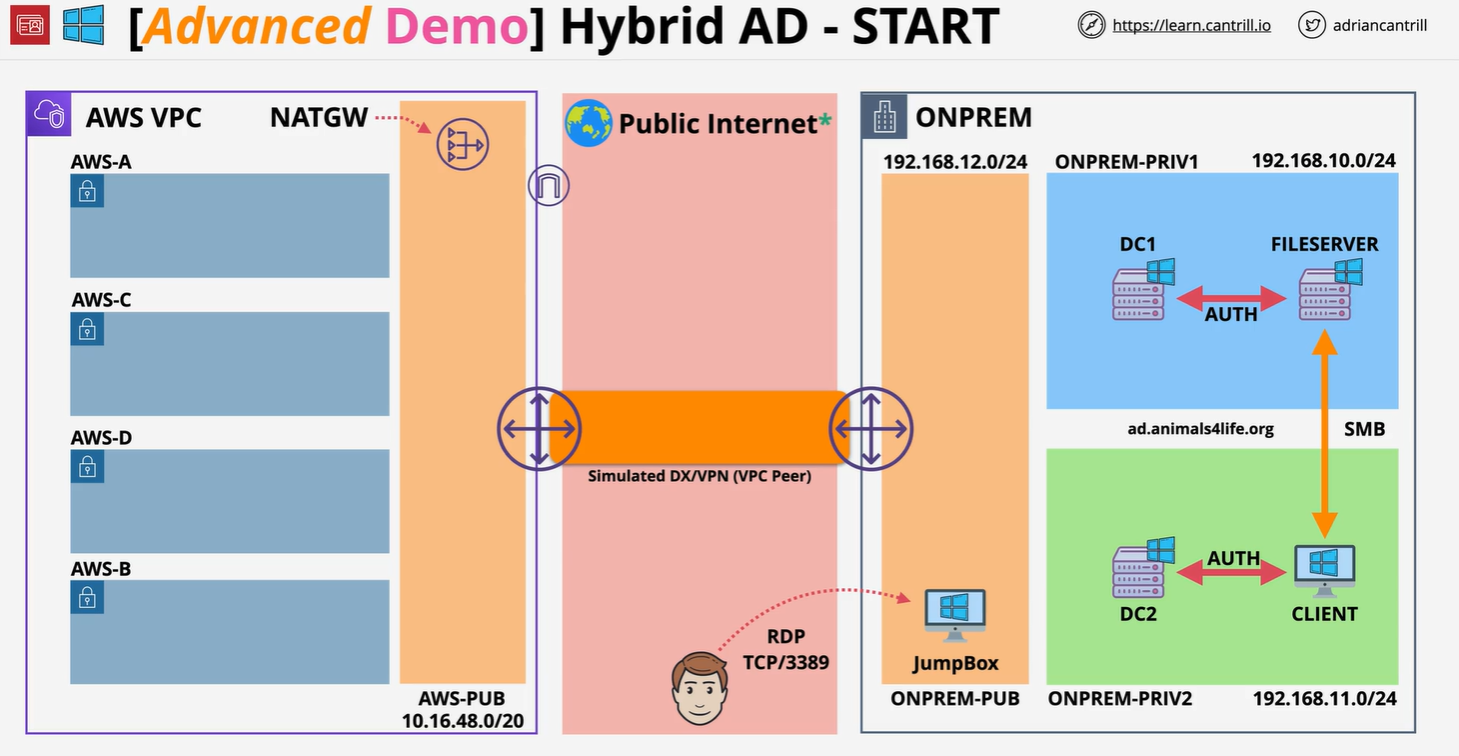 [Advanced Demo] Hybrid AD - START
https://learn.cantrill.io
adriancantrill
AWS VPC
NATGW
AWS-A
AWS-C
AWS-D
AWS-B
AWS-PUB
10.16.48.0/20
Public Internet*
Simulated DX/VPN (VPC Peer)
RDP
TCP/3389
ONPREM
192.168.12.0/24
JumpBox
ONPREM-PUB
ONPREM-PRIV1
192.168.10.0/24
DC1
FILESERVER
AUTH
ad.animals4life.org
SMB
AUTH
DC2
CLIENT
ONPREM-PRIV2
192.168.11.0/24